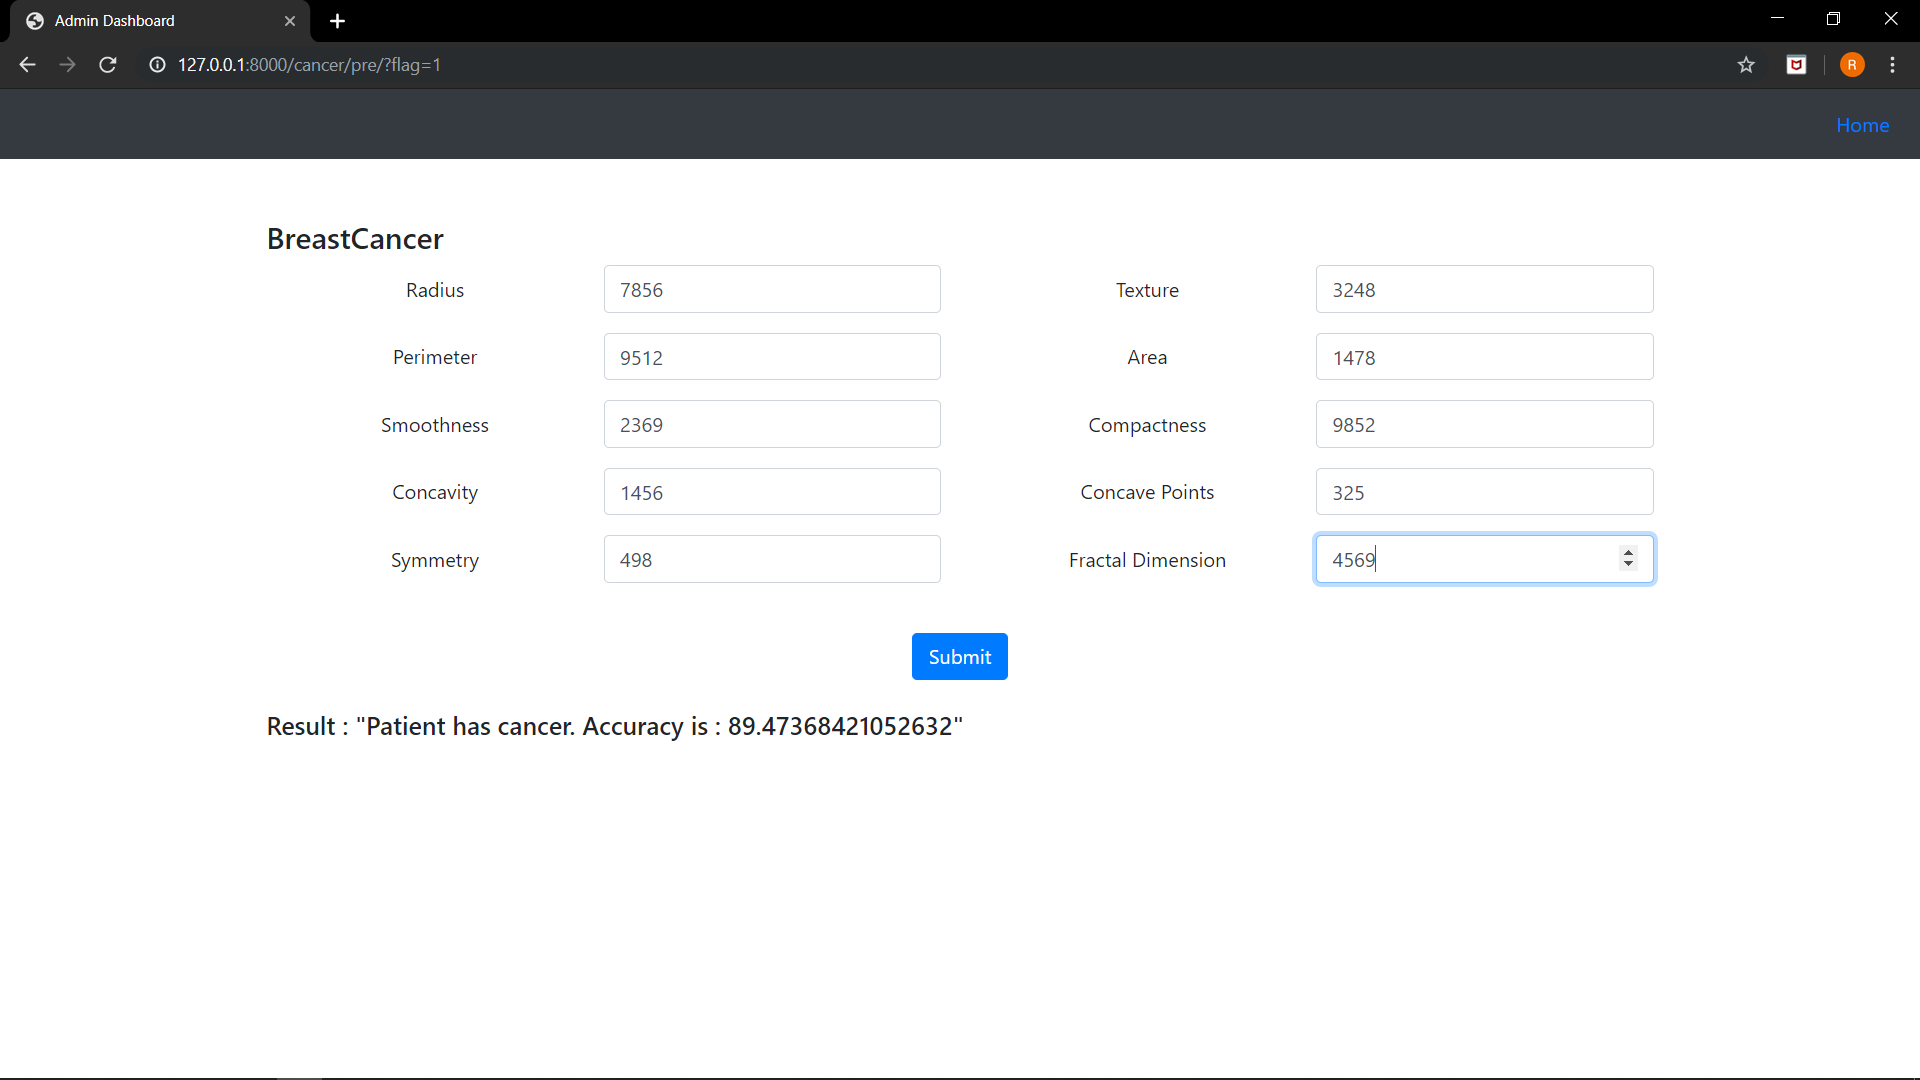 Admin Dashboard
127.0.0.1:8000/cancer/pre/?flag=1
R
Home
BreastCancer
Radius 7856 Texture 3248
Perimeter 9512 Area 1478
Smoothness 2369 Compactness 9852
Concavity 1456 Concave Points 325
Symmetry 498 Fractal Dimension 4569
Submit
Result : "Patient has cancer. Accuracy is : 89.47368421052632"